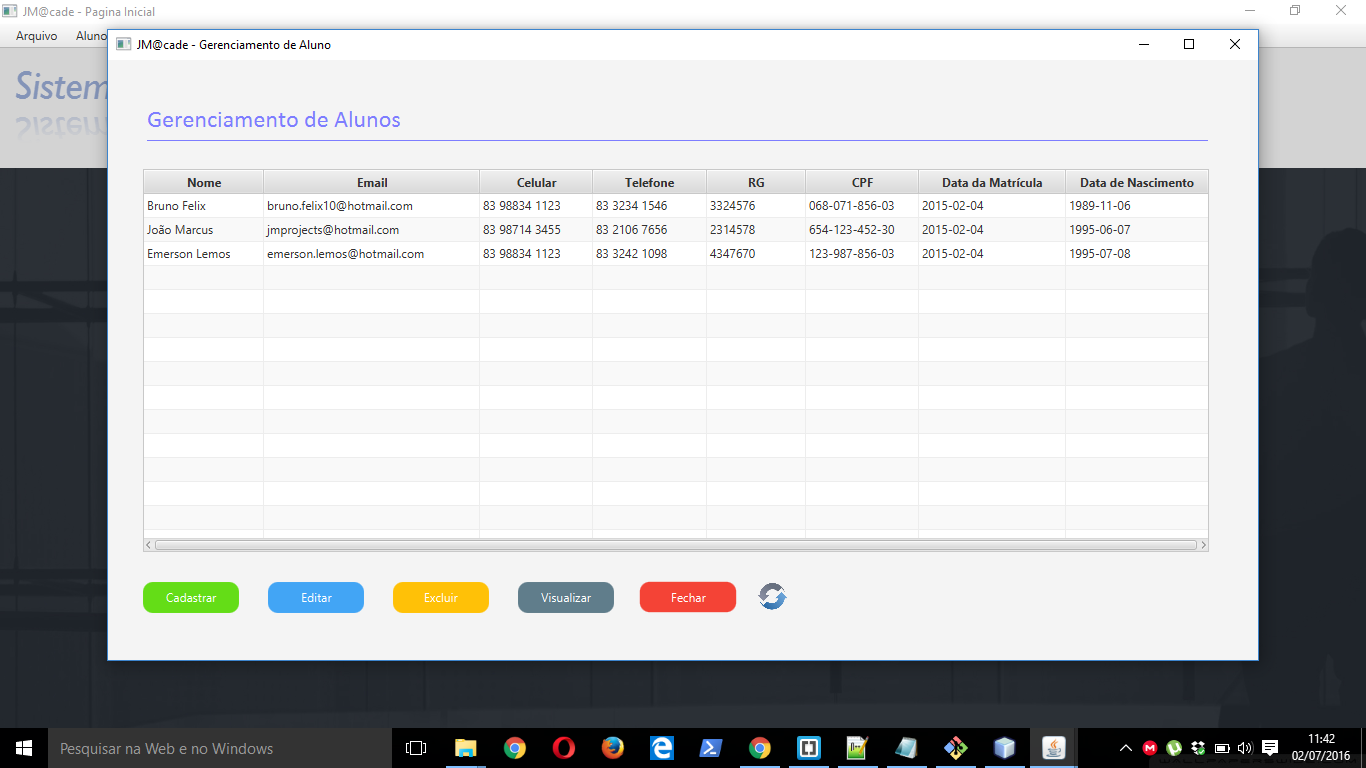 JM@cade - Pagina Inicial
Arquivo Aluno
Sistem
JM@cade - Gerenciamento de Aluno
Gerenciamento de Alunos
Nome Email Celular Telefone RG CPF Data da Matrícula Data de Nascimento
Bruno Felix bruno.felix10@hotmail.com 83 98834 1123 83 3234 1546 3324576 068-071-856-03 2015-02-04 1989-11-06
João Marcus jmprojects@hotmail.com 83 98714 3455 83 2106 7656 2314578 654-123-452-30 2015-02-04 1995-06-07
Emerson Lemos emerson.lemos@hotmail.com 83 98834 1123 83 3242 1098 4347670 123-987-856-03 2015-02-04 1995-07-08
Cadastrar Editar Excluir Visualizar Fechar
Pesquisar na Web e no Windows
11:42
02/07/2016